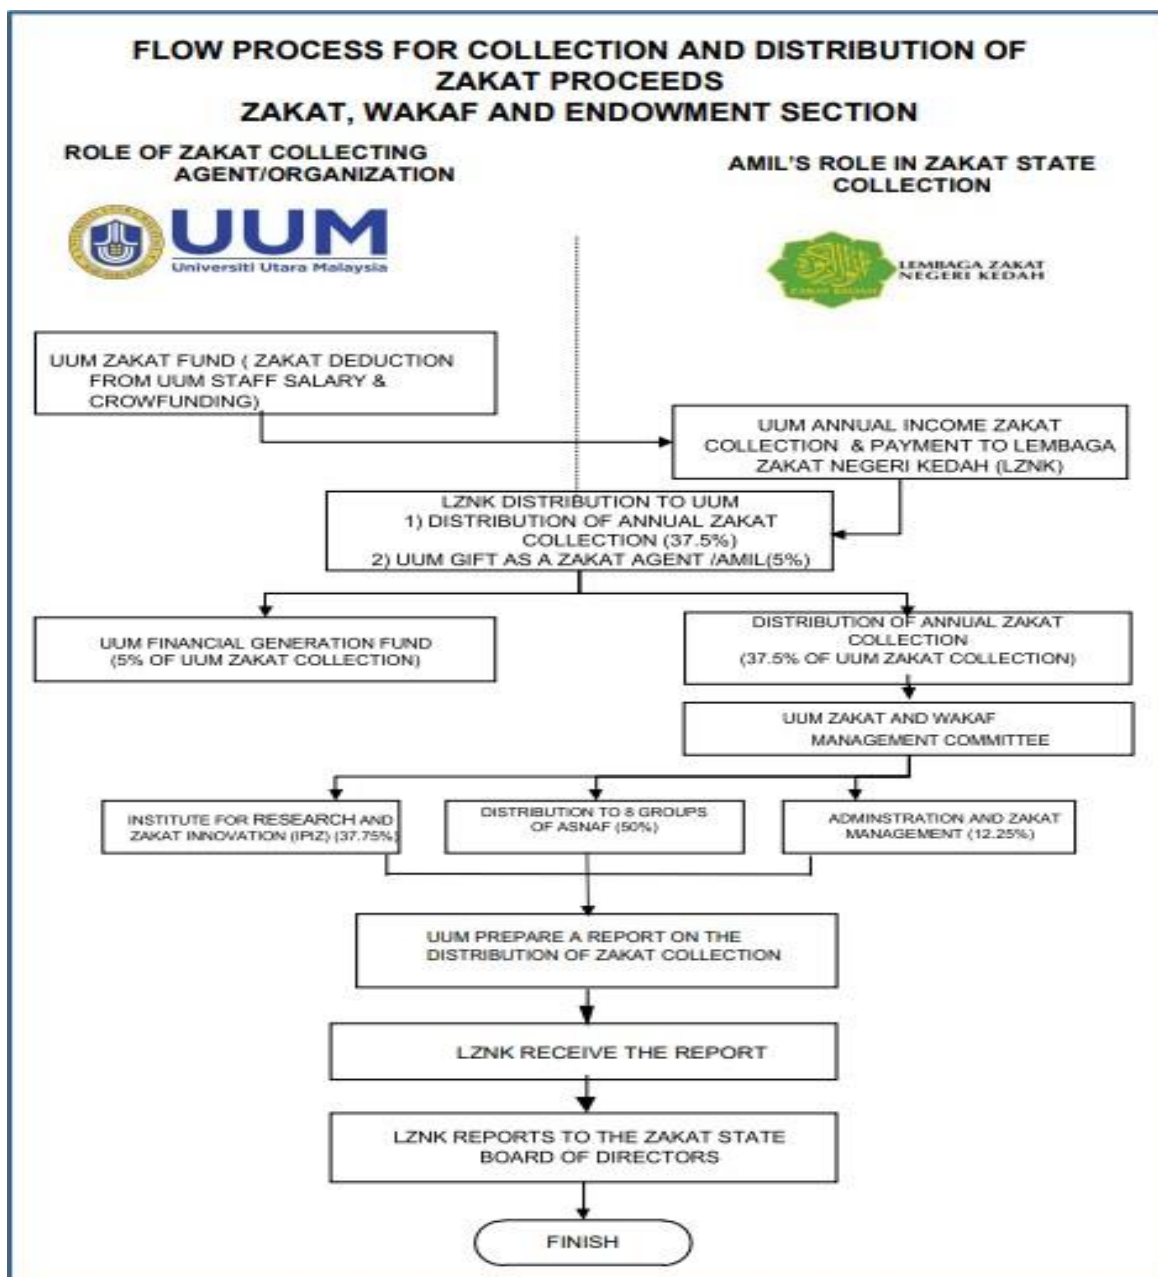 FLOW PROCESS FOR COLLECTION AND DISTRIBUTION OF
ZAKAT PROCEEDS
ZAKAT, WAKAF AND ENDOWMENT SECTION
ROLE OF ZAKAT COLLECTING
AGENT/ORGANIZATION
AMIL'S ROLE IN ZAKAT STATE
COLLECTION
UUM
Universiti Utara Malaysia
LEMBAGA ZAKAT
NEGERI KEDAH
ZAKAT KEDAH
UUM ZAKAT FUND ( ZAKAT DEDUCTION
FROM UUM STAFF SALARY &
CROWFUNDING)
UUM ANNUAL INCOME ZAKAT
COLLECTION & PAYMENT TO LEMBAGA
ZAKAT NEGERI KEDAH (LZNK)
LZNK DISTRIBUTION TO UUM
1) DISTRIBUTION OF ANNUAL ZAKAT
COLLECTION (37.5%)
2) UUM GIFT AS A ZAKAT AGENT /AMIL(5%)
UUM FINANCIAL GENERATION FUND
(5% OF UUM ZAKAT COLLECTION)
DISTRIBUTION OF ANNUAL ZAKAT
COLLECTION
(37.5% OF UUM ZAKAT COLLECTION)
UUM ZAKAT AND WAKAF
MANAGEMENT COMMITTEE
INSTITUTE FOR RESEARCH AND
ZAKAT INNOVATION (IPIZ) (37.75%)
DISTRIBUTION TO 8 GROUPS
OF ASNAF (50%)
ADMINSTRATION AND ZAKAT
MANAGEMENT (12.25%)
UUM PREPARE A REPORT ON THE
DISTRIBUTION OF ZAKAT COLLECTION
LZNK RECEIVE THE REPORT
LZNK REPORTS TO THE ZAKAT STATE
BOARD OF DIRECTORS
FINISH